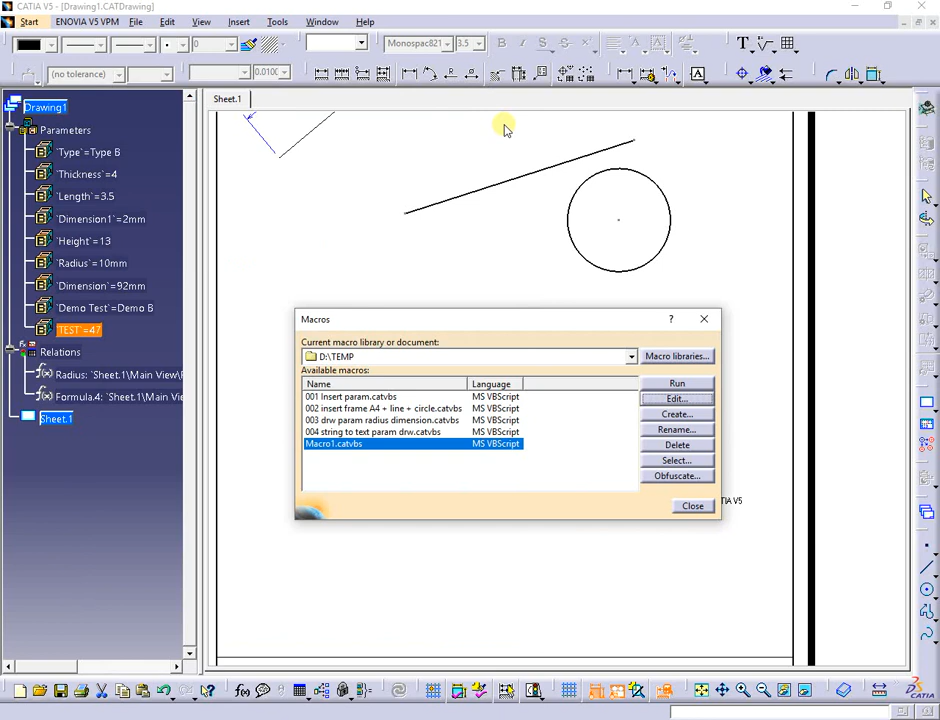 CATIA V5 - [Drawing1.CATDrawing]
Start ENOVIA V5 VPM File Edit View Insert Tools Window Help
0 Monospac821 3.5 B I S S
(no tolerance) 0.0100
Drawing1
Parameters
`Type`=Type B
`Thickness`=4
`Length`=3.5
`Dimension1`=2mm
`Height`=13
`Radius`=10mm
`Dimension`=92mm
`Demo Test`=Demo B
`TEST`=47
Relations
Radius: `Sheet.1\Main View\
Formula.4: `Sheet.1\Main Vie
Sheet.1
Sheet.1
Macros
Current macro library or document:
D:\TEMP Macro libraries...
Available macros:
Name Language Run
001 Insert param.catvbs MS VBScript Edit...
002 insert frame A4 + line + circle.catvbs MS VBScript
003 drw param radius dimension.catvbs MS VBScript Create...
004 string to text param drw.catvbs MS VBScript Rename...
Macro1.catvbs MS VBScript Delete
Select...
Obfuscate...
Close
TIA V5